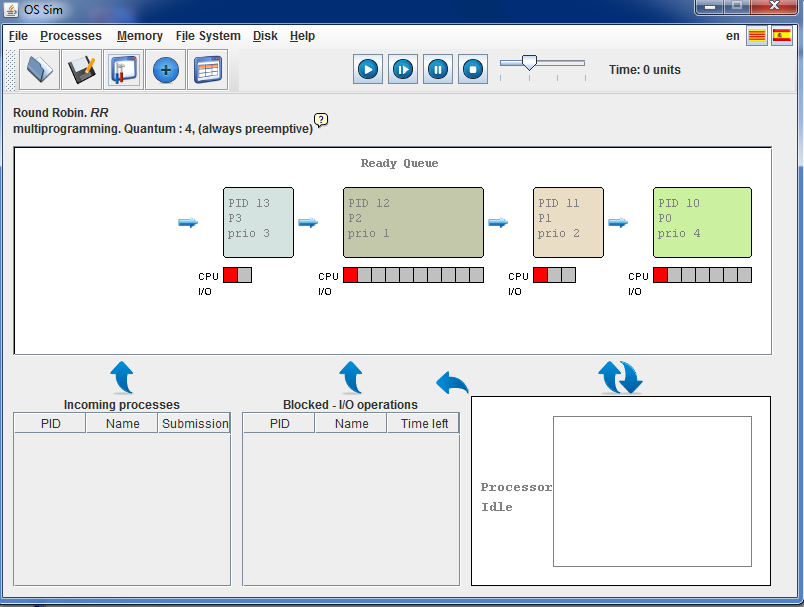 OS Sim
File Processes Memory File System Disk Help en
Time: 0 units
Round Robin. RR
multiprogramming. Quantum : 4, (always preemptive) ?
Ready Queue
PID 13 PID 12 PID 11 PID 10
P3 P2 P1 P0
prio 3 prio 1 prio 2 prio 4
CPU CPU CPU CPU
I/O I/O I/O I/O
Incoming processes Blocked - I/O operations
PID Name Submission PID Name Time left
Processor
Idle